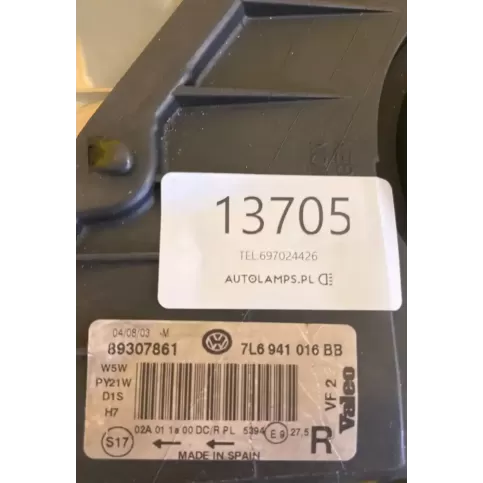 13705
TEL:697024426
AUTOLAMPS.PL
04/08/03 -M
89307861 7L6 941 016 BB
W5W
PY21W
D1S
H7
VF 2
Valeo
S17
02A 01 1a 00 DC/R PL 5394 E9 27,5
R
MADE IN SPAIN